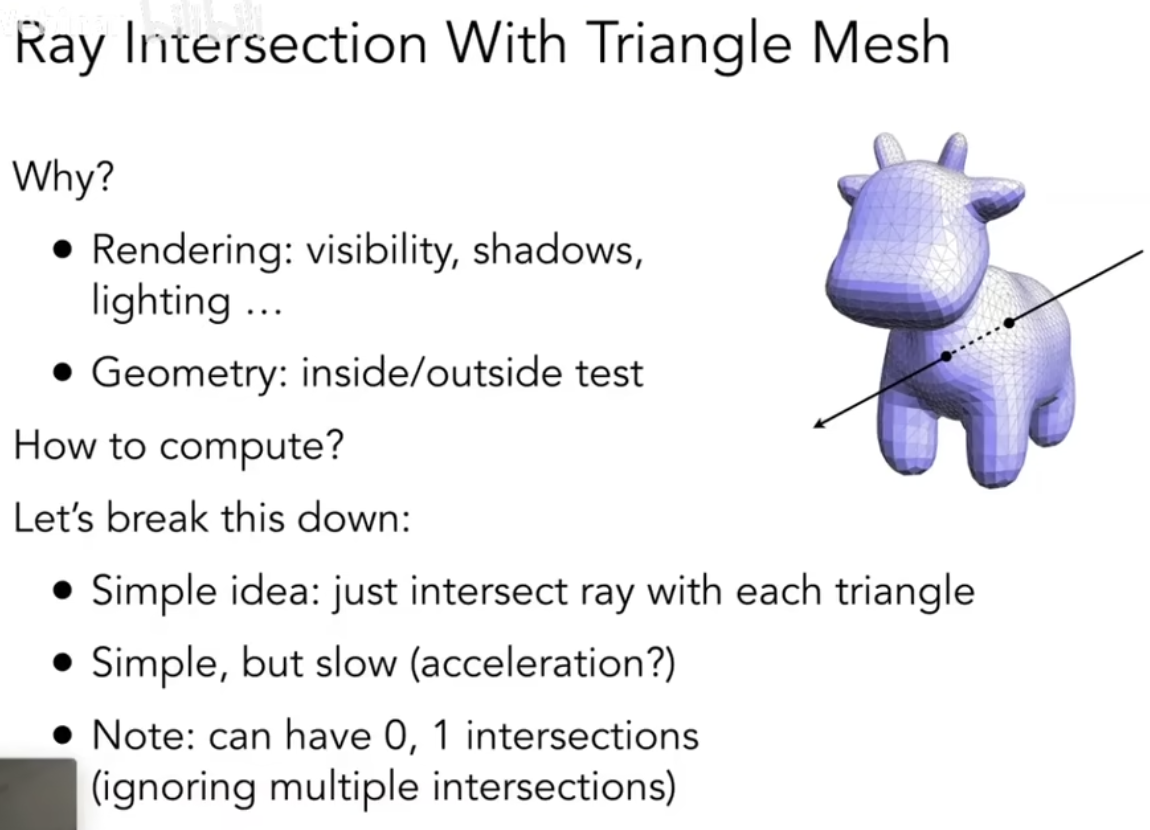 Ray Intersection With Triangle Mesh
Why?
● Rendering: visibility, shadows,
lighting …
● Geometry: inside/outside test
How to compute?
Let’s break this down:
● Simple idea: just intersect ray with each triangle
● Simple, but slow (acceleration?)
● Note: can have 0, 1 intersections
(ignoring multiple intersections)